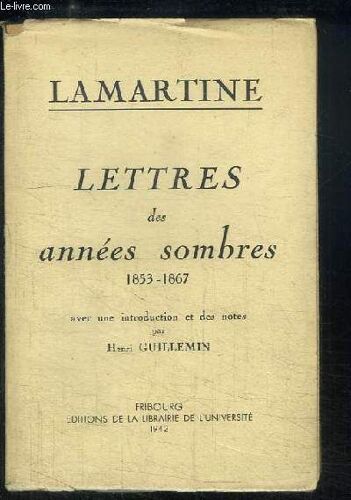 Le-livre.com
LAMARTINE
LETTRES
des
années sombres
1853-1867
avec une introduction et des notes
par
Henri GUILLEMIN
FRIBOURG
EDITIONS DE LA LIBRAIRIE DE L'UNIVERSITÉ
1942